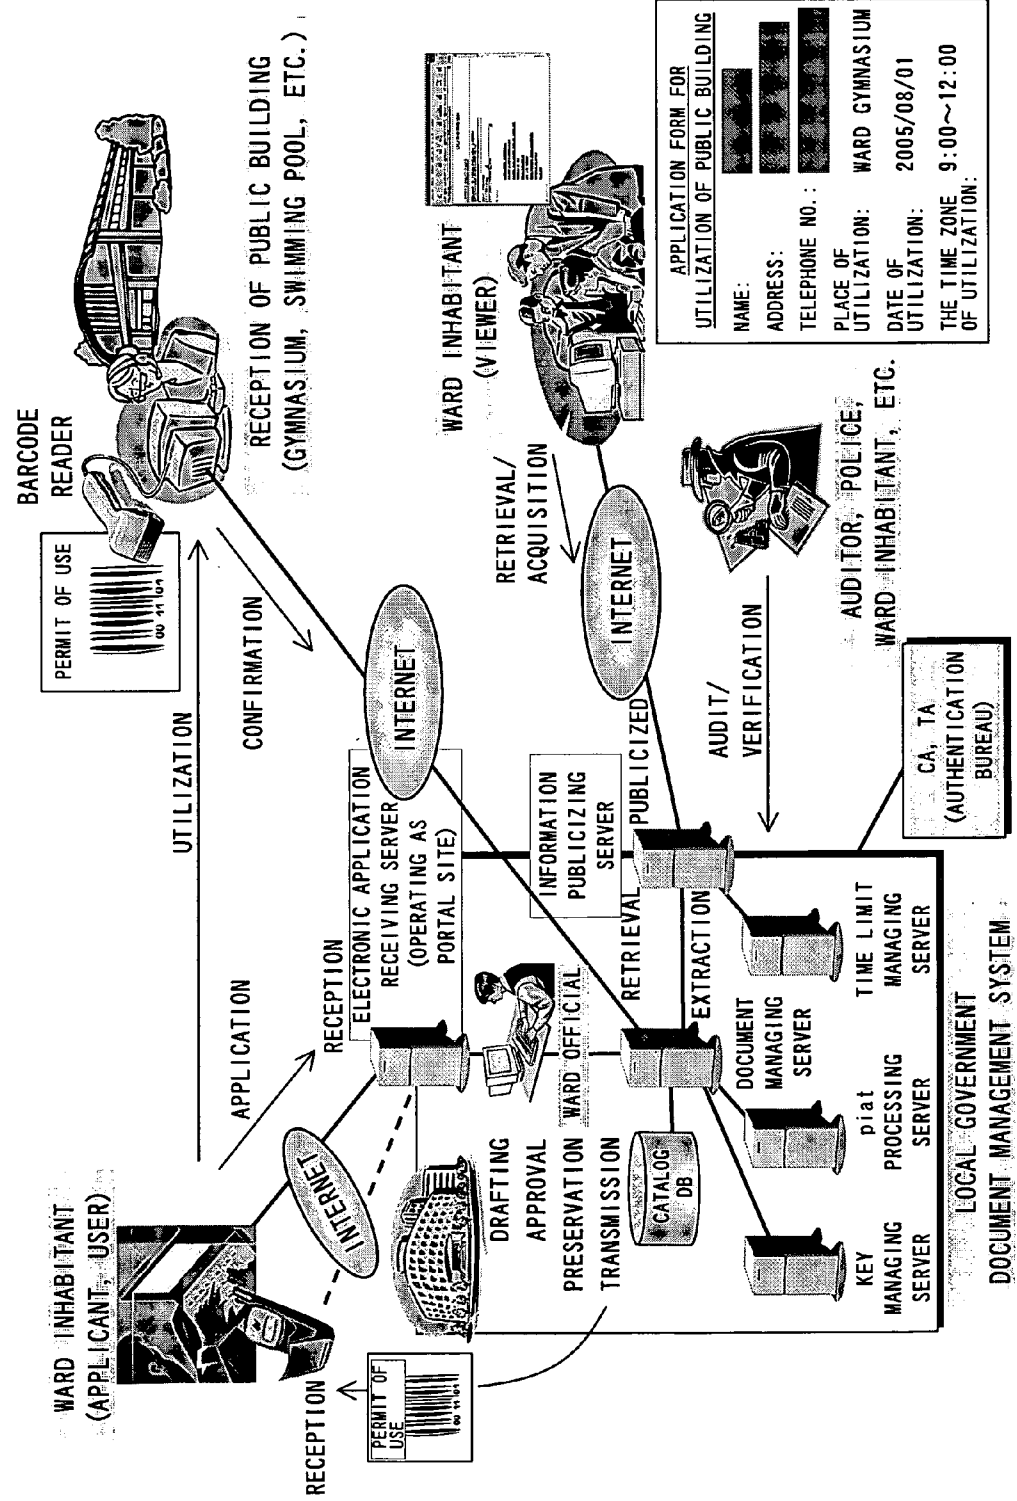 WARD INHABITANT
(APPLICANT, USER)
UTILIZATION
PERMIT OF USE
00 11 01
BARCODE
READER
RECEPTION OF PUBLIC BUILDING
(GYMNASIUM, SWIMMING POOL, ETC.)
APPLICATION
CONFIRMATION
RECEPTION
INTERNET
RECEPTION
ELECTRONIC APPLICATION
RECEIVING SERVER
(OPERATING AS
PORTAL SITE)
INTERNET
PERMIT OF
USE
00 11 01
DRAFTING
APPROVAL
PRESERVATION
TRANSMISSION
WARD OFFICIAL
INFORMATION
PUBLICIZING
SERVER
RETRIEVAL
PUBLICIZED
EXTRACTION
INTERNET
RETRIEVAL/
ACQUISITION
WARD INHABITANT
(VIEWER)
CATALOG
DB
DOCUMENT
MANAGING
SERVER
AUDIT/
VERIFICATION
AUDITOR, POLICE,
WARD INHABITANT, ETC.
KEY
MANAGING
SERVER
piat
PROCESSING
SERVER
TIME LIMIT
MANAGING
SERVER
CA, TA
(AUTHENTICATION
BUREAU)
LOCAL GOVERNMENT
DOCUMENT MANAGEMENT SYSTEM
APPLICATION FORM FOR
UTILIZATION OF PUBLIC BUILDING
NAME:
ADDRESS:
TELEPHONE NO.:
PLACE OF
UTILIZATION: WARD GYMNASIUM
DATE OF
UTILIZATION: 2005/08/01
THE TIME ZONE 9:00~12:00
OF UTILIZATION: